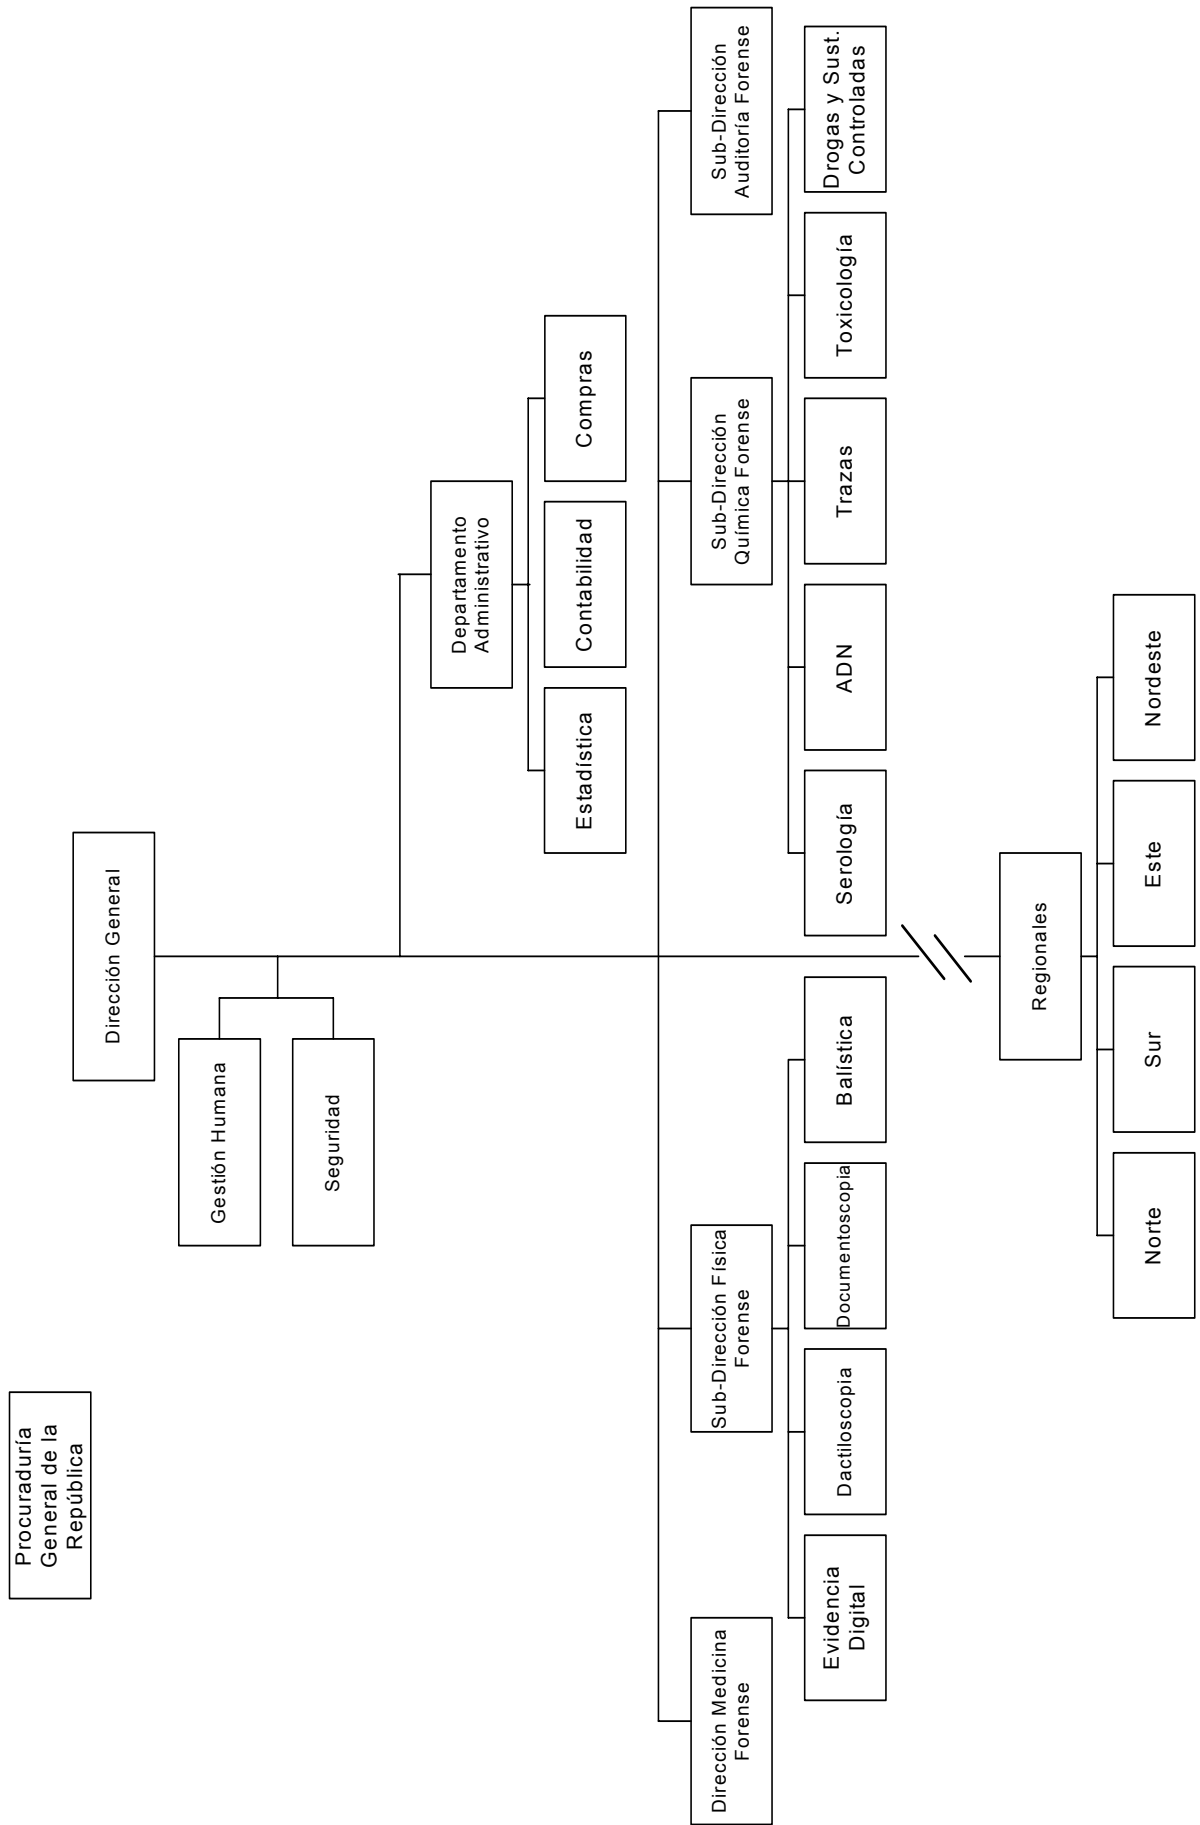 Procuraduría
General de la
República
Dirección General
Gestión Humana
Seguridad
Departamento
Administrativo
Estadística
Contabilidad
Compras
Dirección Medicina
Forense
Sub-Dirección Física
Forense
Sub-Dirección
Química Forense
Sub-Dirección
Auditoría Forense
Evidencia
Digital
Dactiloscopia
Documentoscopia
Balística
Serología
ADN
Trazas
Toxicología
Drogas y Sust.
Controladas
Regionales
Norte
Sur
Este
Nordeste